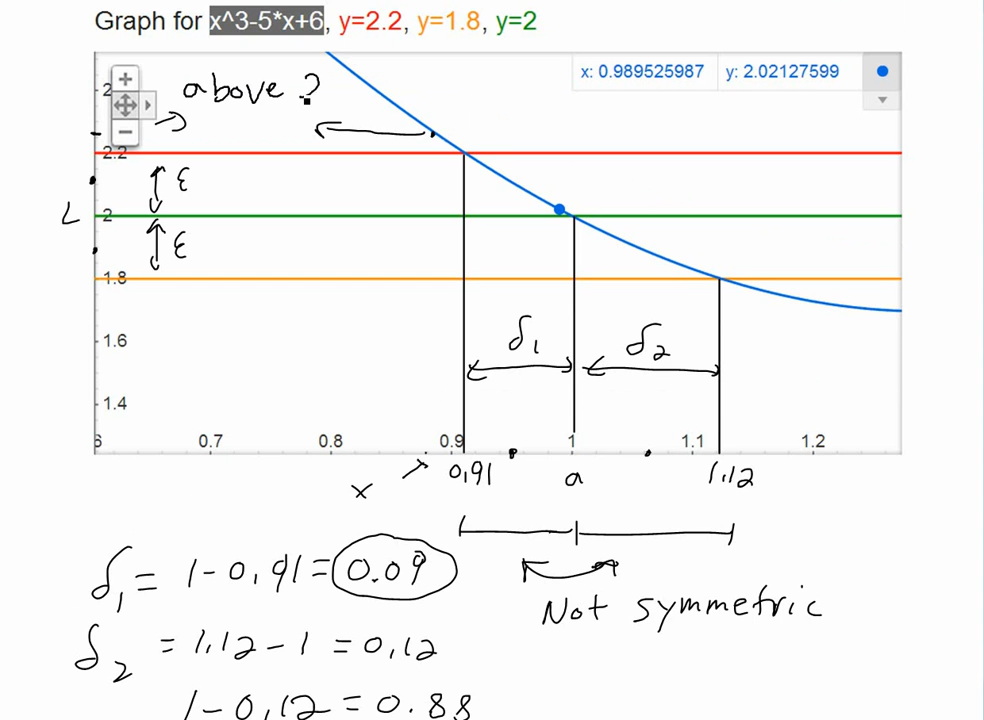 Graph for x^3-5*x+6, y=2.2, y=1.8, y=2
x: 0.989525987 y: 2.02127599
above?
2.2
ε
L 2
ε
1.8
1.6
δ1 δ2
1.4
6 0.7 0.8 0.9 1 1.1 1.2
x 0,91 a 1.12
δ1 = 1-0,91=0.09
Not symmetric
δ2 = 1.12-1=0,12
1-0,12=0.88